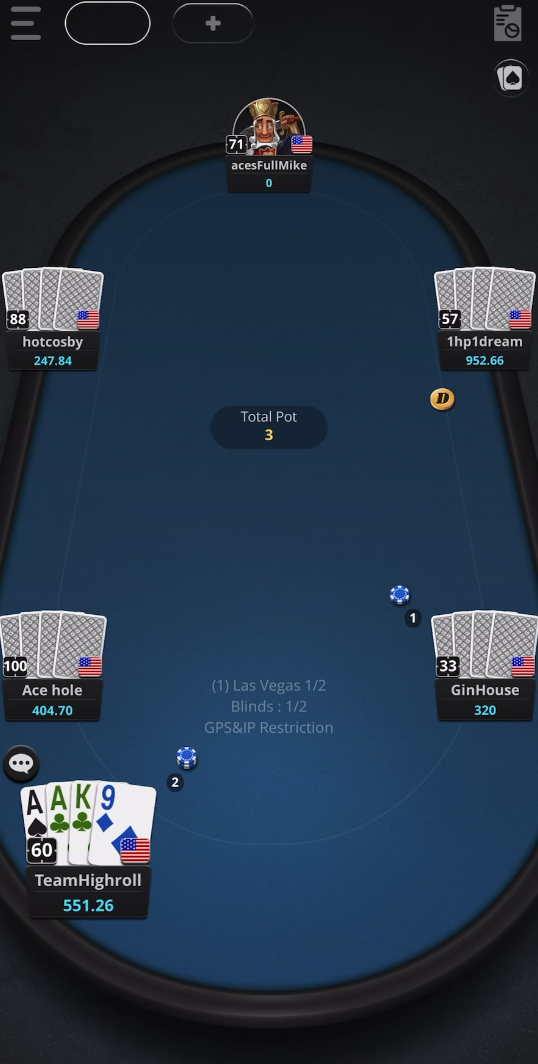 71
acesFullMike
0
88
hotcosby
247.84
57
1hp1dream
952.66
D
Total Pot
3
1
100
Ace hole
404.70
33
GinHouse
320
(1) Las Vegas 1/2
Blinds : 1/2
GPS&IP Restriction
2
A A K 9
60
TeamHighroll
551.26